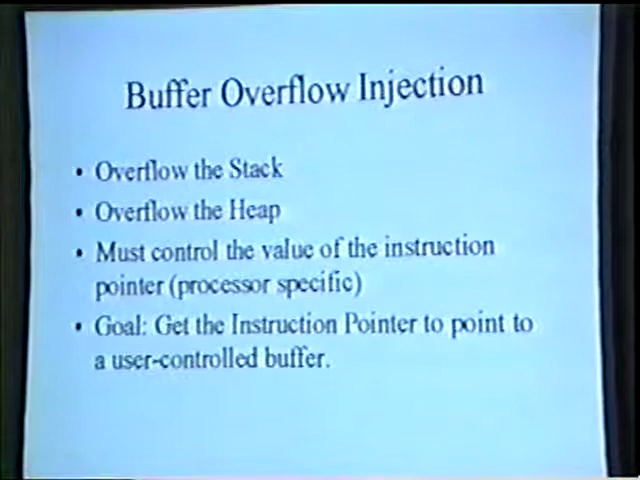 Buffer Overflow Injection
• Overflow the Stack
• Overflow the Heap
• Must control the value of the instruction
pointer (processor specific)
• Goal: Get the Instruction Pointer to point to
a user-controlled buffer.